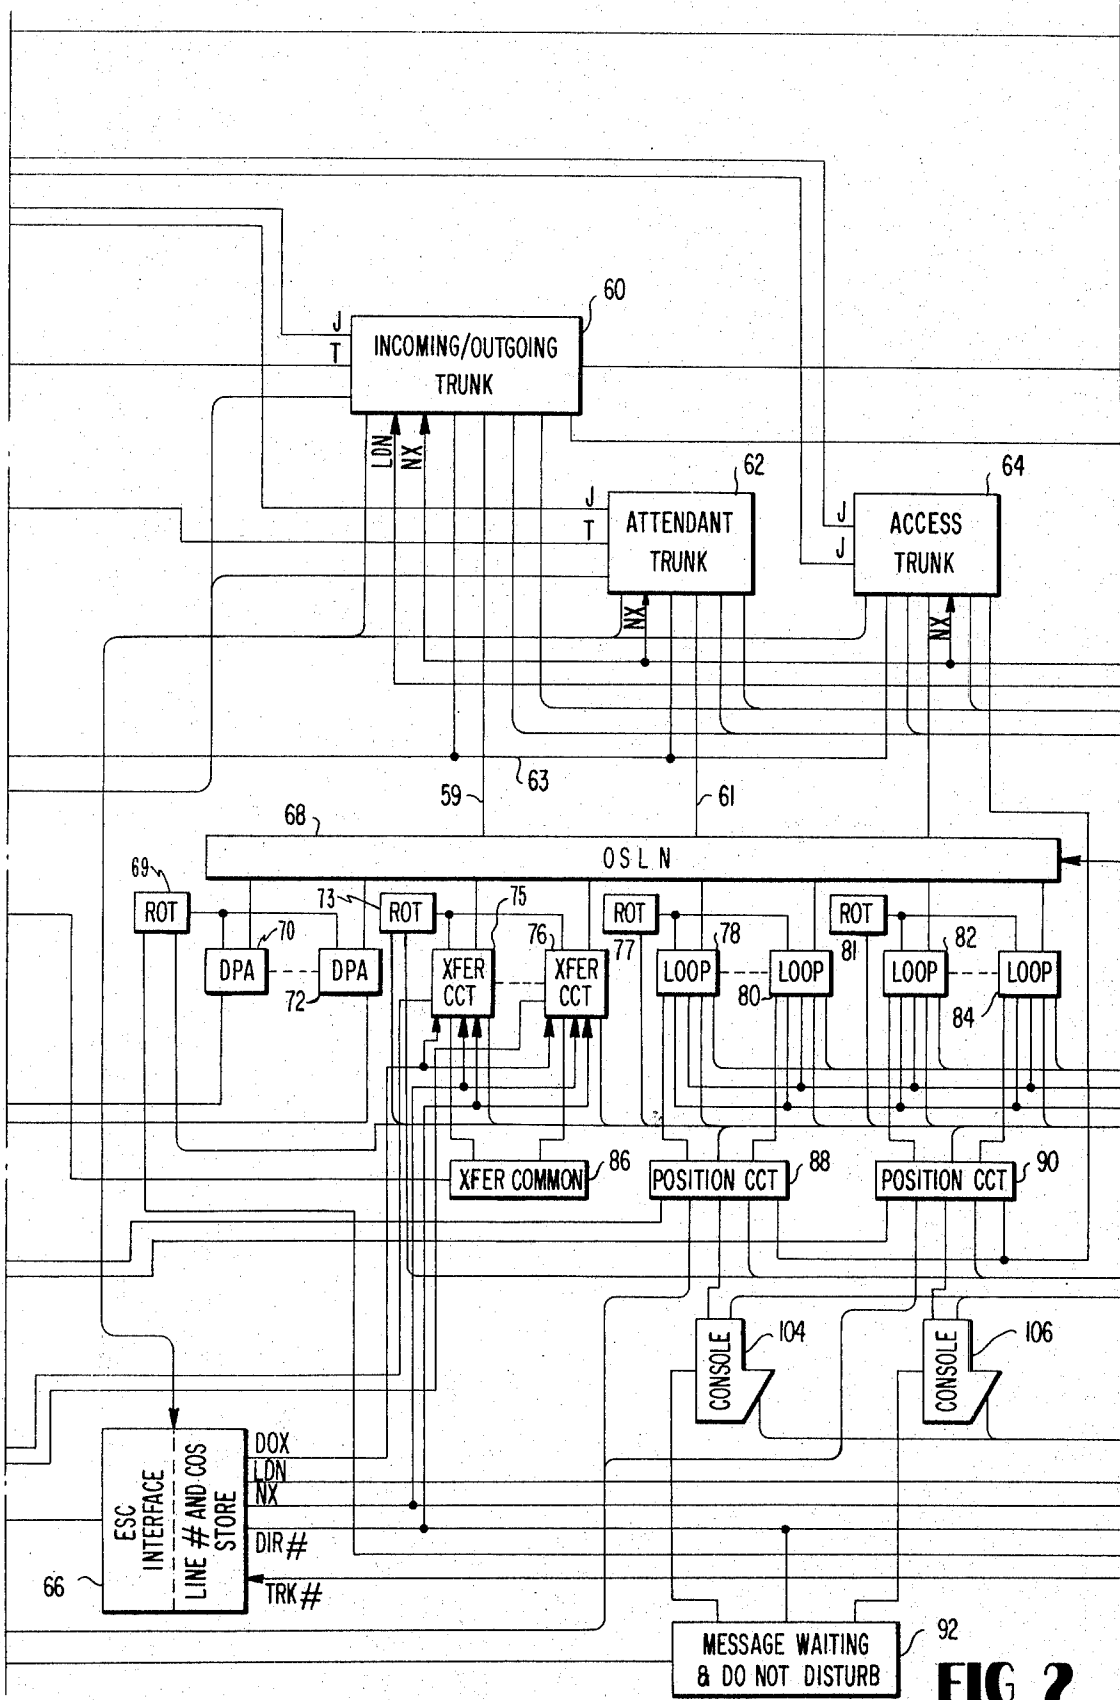 60
J
T
INCOMING/OUTGOING
TRUNK
LDN
NX
62
64
J
T
ATTENDANT
TRUNK
J
J
ACCESS
TRUNK
NX
NX
63
59
61
68
OSLN
69
ROT
73
ROT
75
ROT
77
ROT
81
70
DPA
DPA
72
XFER
CCT
76
XFER
CCT
78
LOOP
LOOP
80
82
LOOP
LOOP
84
XFER COMMON
86
POSITION CCT
88
POSITION CCT
90
CONSOLE
104
CONSOLE
106
ESC
INTERFACE
LINE # AND COS
STORE
66
DOX
LDN
NX
DIR #
TRK #
MESSAGE WAITING
& DO NOT DISTURB
92
FIG 2